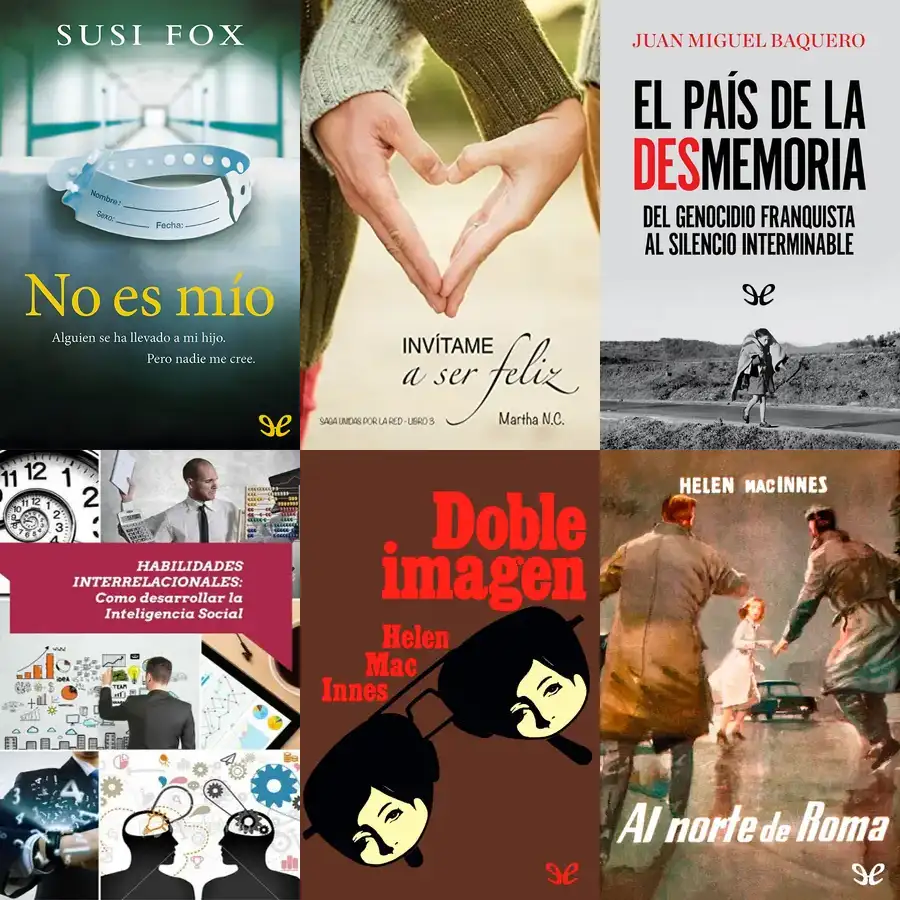 SUSI FOX
Nombre:
Sexo:
Fecha:
No es mío
Alguien se ha llevado a mi hijo.
Pero nadie me cree.
INVÍTAME
a ser feliz
SAGA UNIDAS POR LA RED - LIBRO 3
Martha N.C.
JUAN MIGUEL BAQUERO
EL PAÍS DE LA
DESMEMORIA
DEL GENOCIDIO FRANQUISTA
AL SILENCIO INTERMINABLE
HABILIDADES
INTERRELACIONALES:
Como desarrollar la
Inteligencia Social
IDEA
TEAM
Doble
imagen
Helen
Mac
Innes
HELEN MACINNES
Al norte de Roma